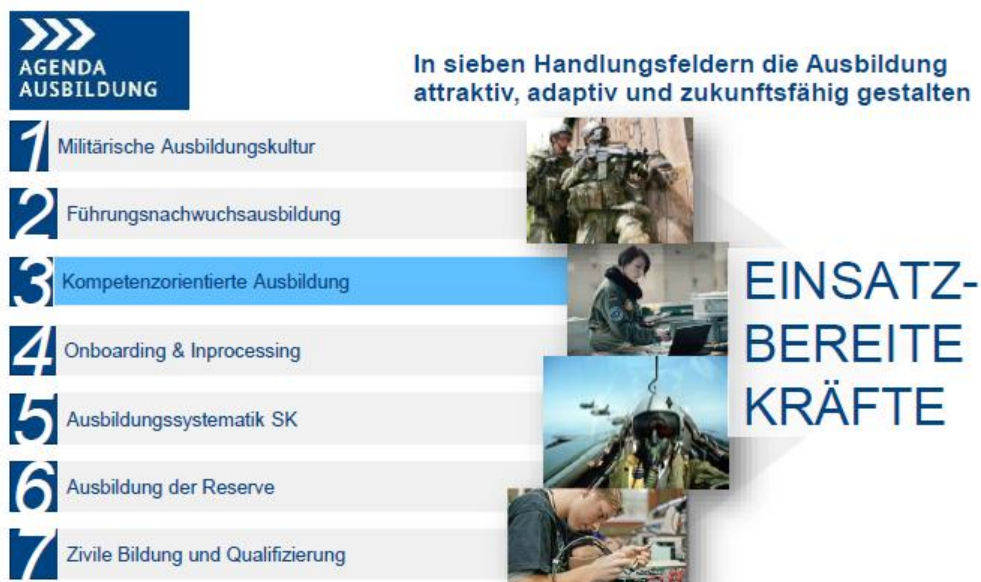 AGENDA
AUSBILDUNG
In sieben Handlungsfeldern die Ausbildung
attraktiv, adaptiv und zukunftsfähig gestalten
1 Militärische Ausbildungskultur
2 Führungsnachwuchsausbildung
3 Kompetenzorientierte Ausbildung
4 Onboarding & Inprocessing
5 Ausbildungssystematik SK
6 Ausbildung der Reserve
7 Zivile Bildung und Qualifizierung
EINSATZ-
BEREITE
KRÄFTE